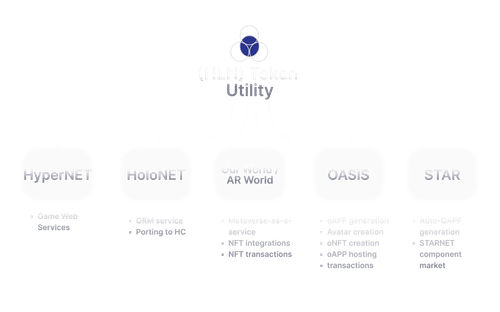 (HLN) Token
Utility
HyperNET
HoloNET
Our World /
AR World
OASIS
STAR
Game Web
Services
ORM service
Porting to HC
Metaverse-as-a-
service
NFT integrations
NFT transactions
oAPP generation
Avatar creation
oNFT creation
oAPP hosting
transactions
Auto-OAPP
generation
STARNET
component
market